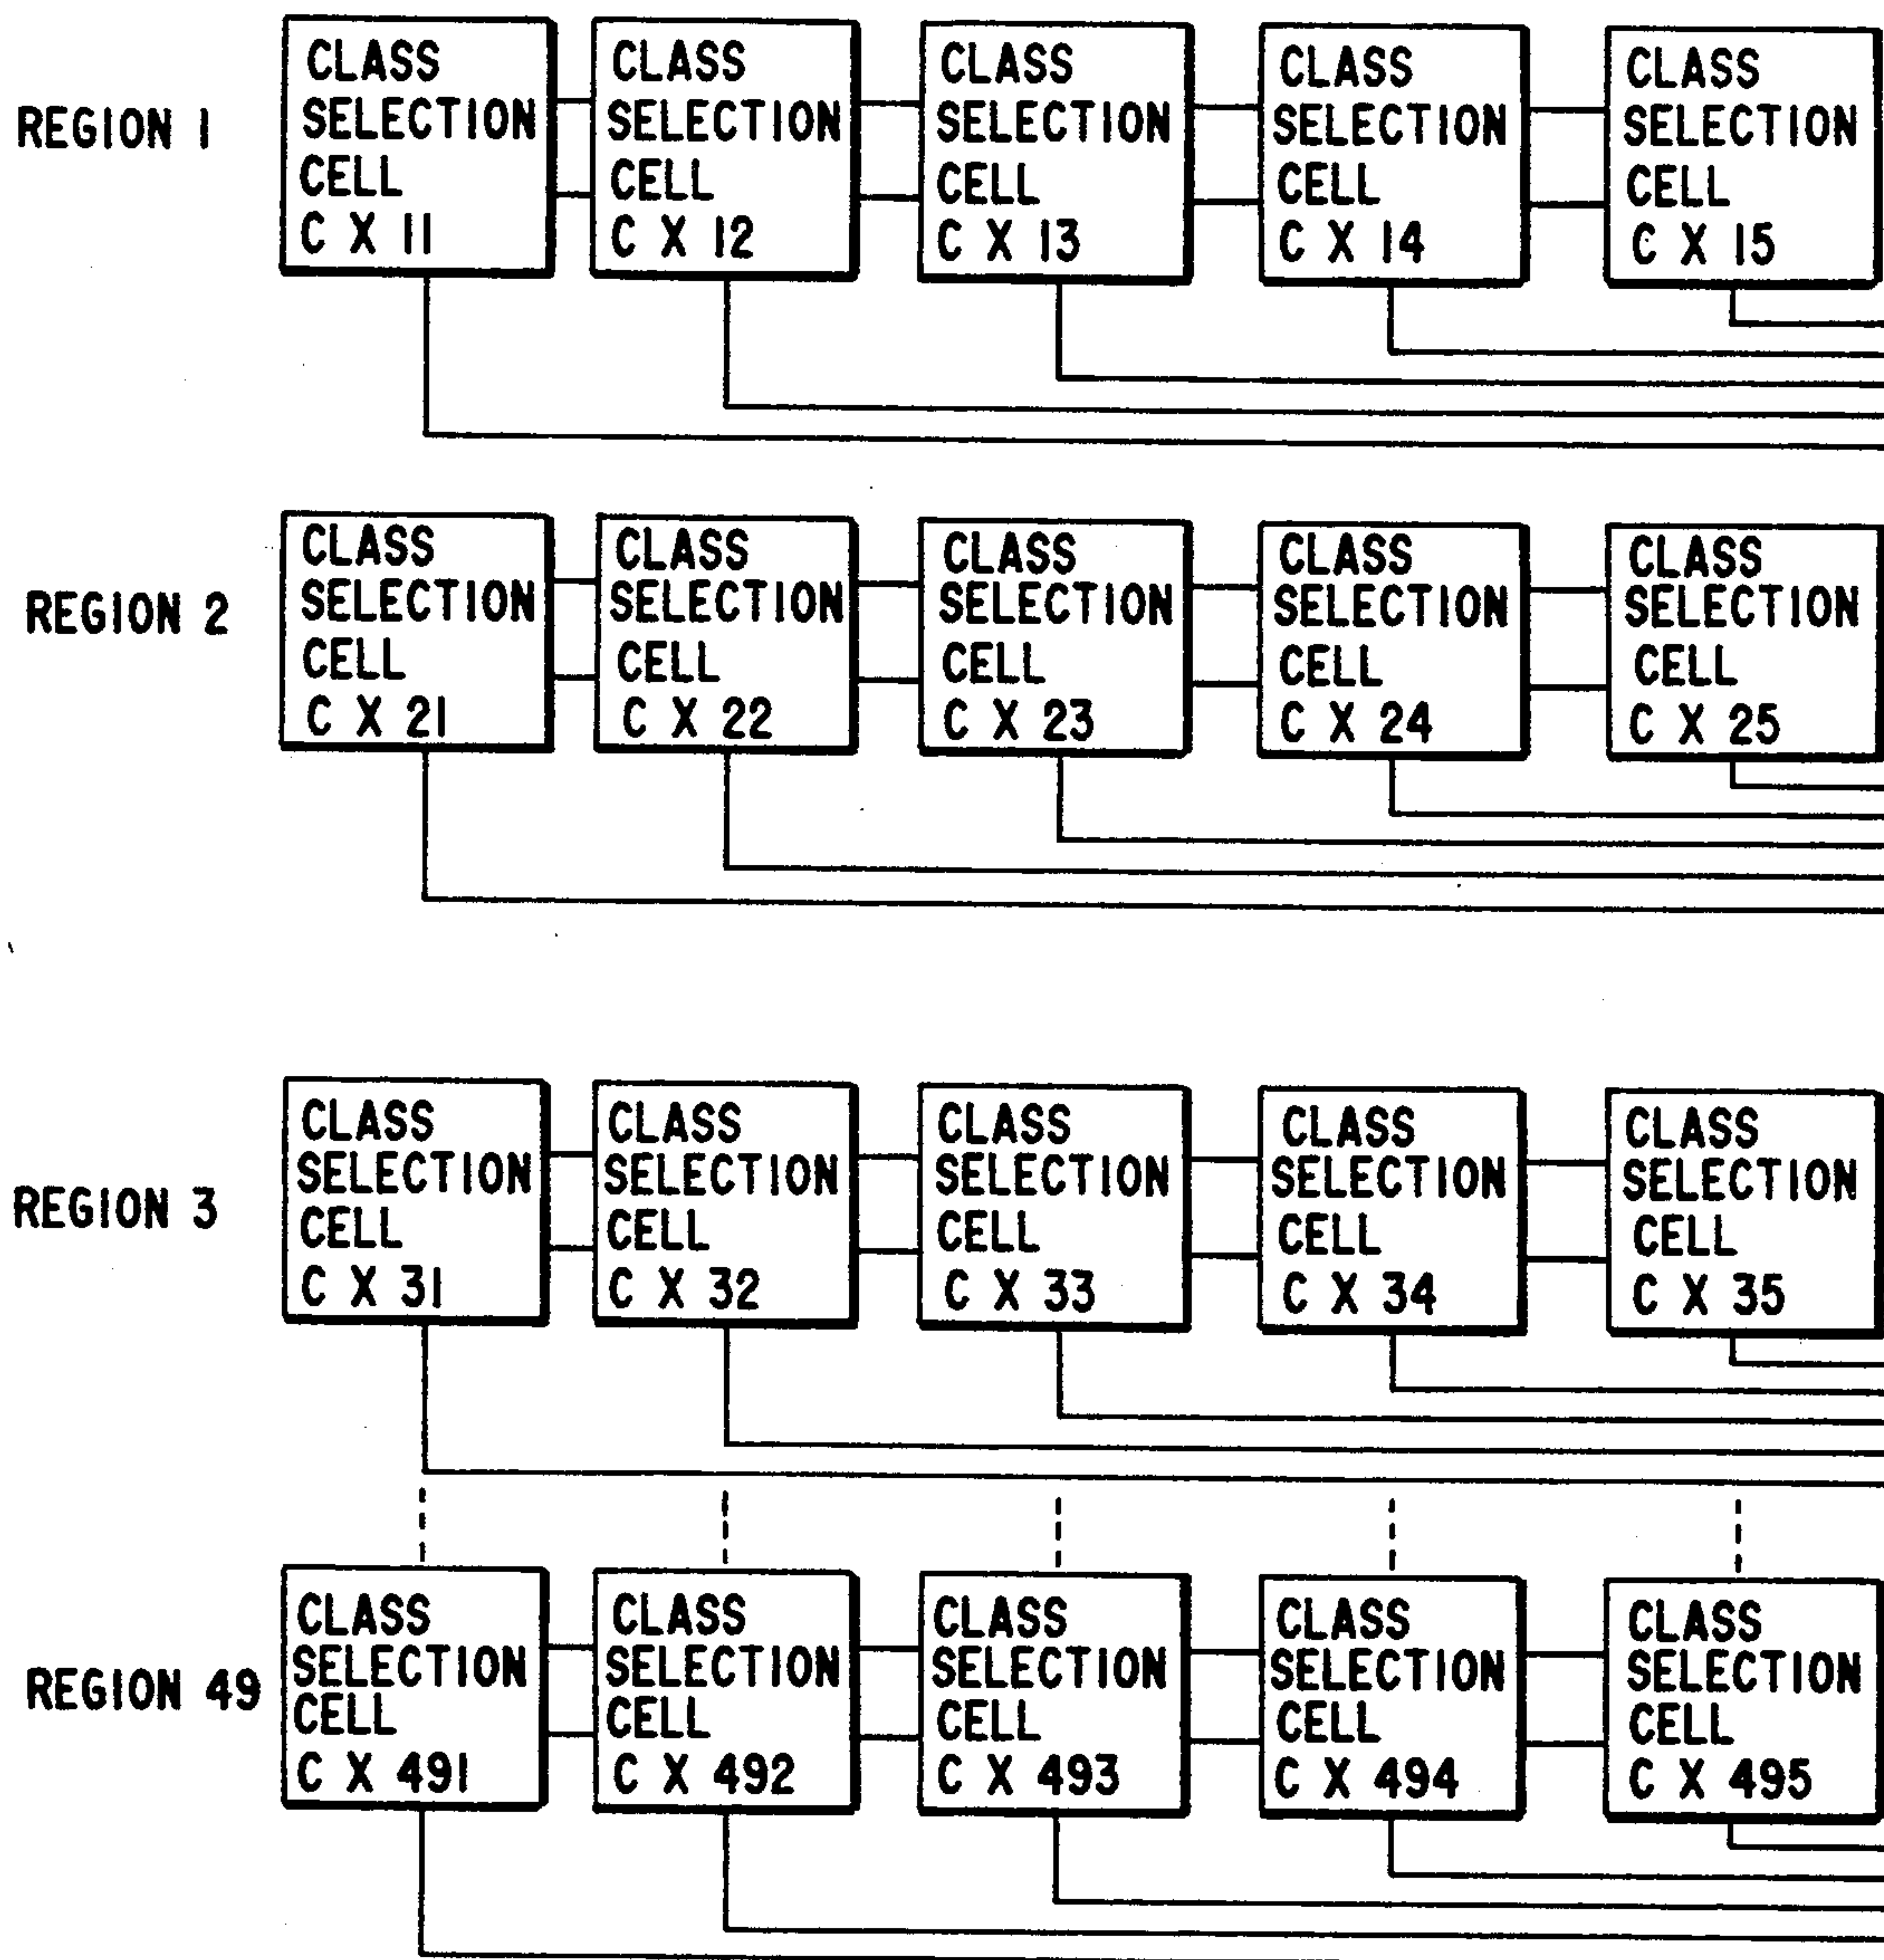 REGION 1
CLASS
SELECTION
CELL
C X 11
CLASS
SELECTION
CELL
C X 12
CLASS
SELECTION
CELL
C X 13
CLASS
SELECTION
CELL
C X 14
CLASS
SELECTION
CELL
C X 15
REGION 2
CLASS
SELECTION
CELL
C X 21
CLASS
SELECTION
CELL
C X 22
CLASS
SELECTION
CELL
C X 23
CLASS
SELECTION
CELL
C X 24
CLASS
SELECTION
CELL
C X 25
REGION 3
CLASS
SELECTION
CELL
C X 31
CLASS
SELECTION
CELL
C X 32
CLASS
SELECTION
CELL
C X 33
CLASS
SELECTION
CELL
C X 34
CLASS
SELECTION
CELL
C X 35
REGION 49
CLASS
SELECTION
CELL
C X 491
CLASS
SELECTION
CELL
C X 492
CLASS
SELECTION
CELL
C X 493
CLASS
SELECTION
CELL
C X 494
CLASS
SELECTION
CELL
C X 495